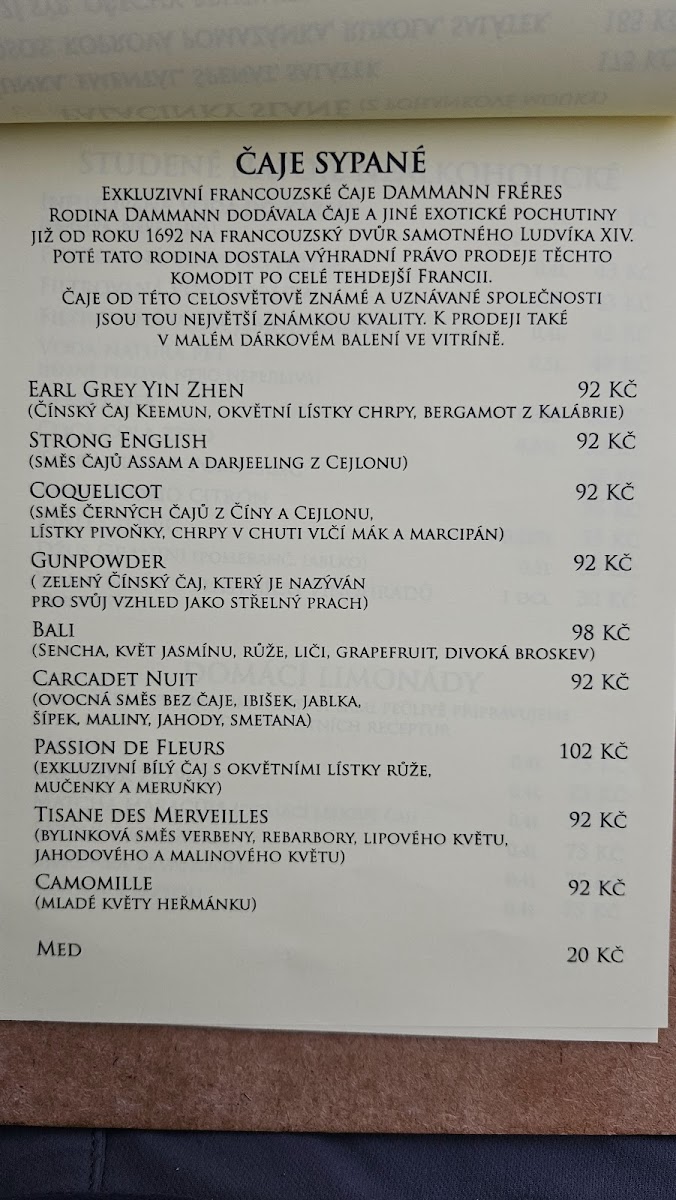 ČAJE SYPANÉ
EXKLUZIVNÍ FRANCOUZSKÉ ČAJE DAMMANN FRÉRES
RODINA DAMMANN DODÁVALA ČAJE A JINÉ EXOTICKÉ POCHUTINY
JIŽ OD ROKU 1692 NA FRANCOUZSKÝ DVŮR SAMOTNÉHO LUDVÍKA XIV.
POTÉ TATO RODINA DOSTALA VÝHRADNÍ PRÁVO PRODEJE TĚCHTO
KOMODIT PO CELÉ TEHDEJŠÍ FRANCII.
ČAJE OD TÉTO CELOSVĚTOVĚ ZNÁMÉ A UZNÁVANÉ SPOLEČNOSTI
JSOU TOU NEJVĚTŠÍ ZNÁMKOU KVALITY. K PRODEJI TAKÉ
V MALÉM DÁRKOVÉM BALENÍ VE VITRÍNĚ.
EARL GREY YIN ZHEN 92 KČ
(ČÍNSKÝ ČAJ KEEMUN, OKVĚTNÍ LÍSTKY CHRPY, BERGAMOT Z KALÁBRIE)
STRONG ENGLISH 92 KČ
(SMĚS ČAJŮ ASSAM A DARJEELING Z CEJLONU)
COQUELICOT 92 KČ
(SMĚS ČERNÝCH ČAJŮ Z ČÍNY A CEJLONU,
LÍSTKY PIVOŇKY, CHRPY V CHUTI VLČÍ MÁK A MARCIPÁN)
GUNPOWDER 92 KČ
( ZELENÝ ČÍNSKÝ ČAJ, KTERÝ JE NAZÝVÁN
PRO SVŮJ VZHLED JAKO STŘELNÝ PRACH)
BALI 98 KČ
(SENCHA, KVĚT JASMÍNU, RŮŽE, LIČI, GRAPEFRUIT, DIVOKÁ BROSKEV)
CARCADET NUIT 92 KČ
(OVOCNÁ SMĚS BEZ ČAJE, IBIŠEK, JABLKA,
ŠÍPEK, MALINY, JAHODY, SMETANA)
PASSION DE FLEURS 102 KČ
(EXKLUZIVNÍ BÍLÝ ČAJ S OKVĚTNÍMI LÍSTKY RŮŽE,
MUČENKY A MERUŇKY)
TISANE DES MERVEILLES 92 KČ
(BYLINKOVÁ SMĚS VERBENY, REBARBORY, LIPOVÉHO KVĚTU,
JAHODOVÉHO A MALINOVÉHO KVĚTU)
CAMOMILLE 92 KČ
(MLADÉ KVĚTY HEŘMÁNKU)
MED 20 KČ